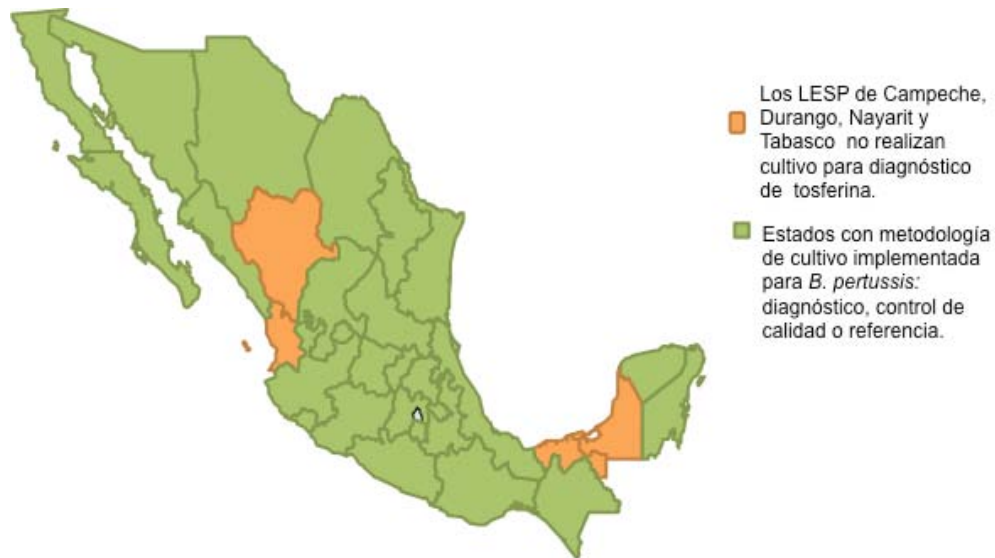 Los LESP de Campeche,
Durango, Nayarit y
Tabasco no realizan
cultivo para diagnóstico
de tosferina.
Estados con metodología
de cultivo implementada
para B. pertussis:
diagnóstico, control de
calidad o referencia.